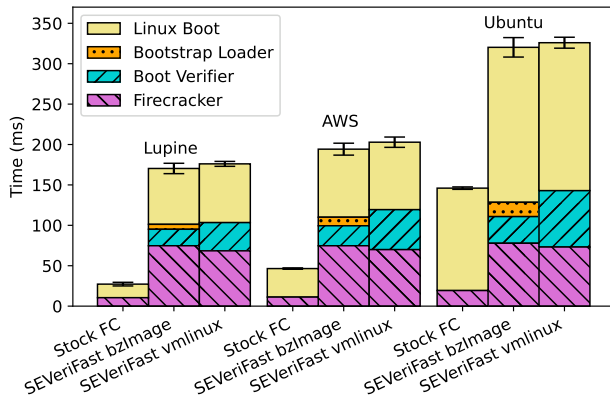 Linux Boot
Bootstrap Loader
Boot Verifier
Firecracker
Lupine
AWS
Ubuntu
Time (ms)
350
300
250
200
150
100
50
0
Stock FC
SEVeriFast bzImage
SEVeriFast vmlinux
Stock FC
SEVeriFast bzImage
SEVeriFast vmlinux
Stock FC
SEVeriFast bzImage
SEVeriFast vmlinux